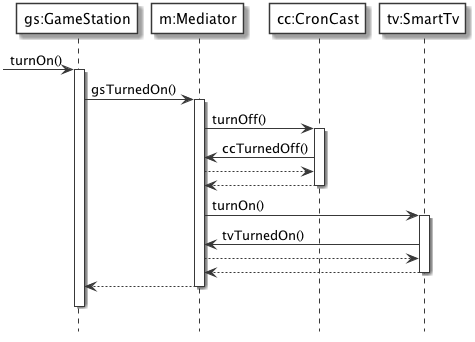 gs:GameStation
m:Mediator
cc:CronCast
tv:SmartTv
turnOn()
gsTurnedOn()
turnOff()
ccTurnedOff()
turnOn()
tvTurnedOn()